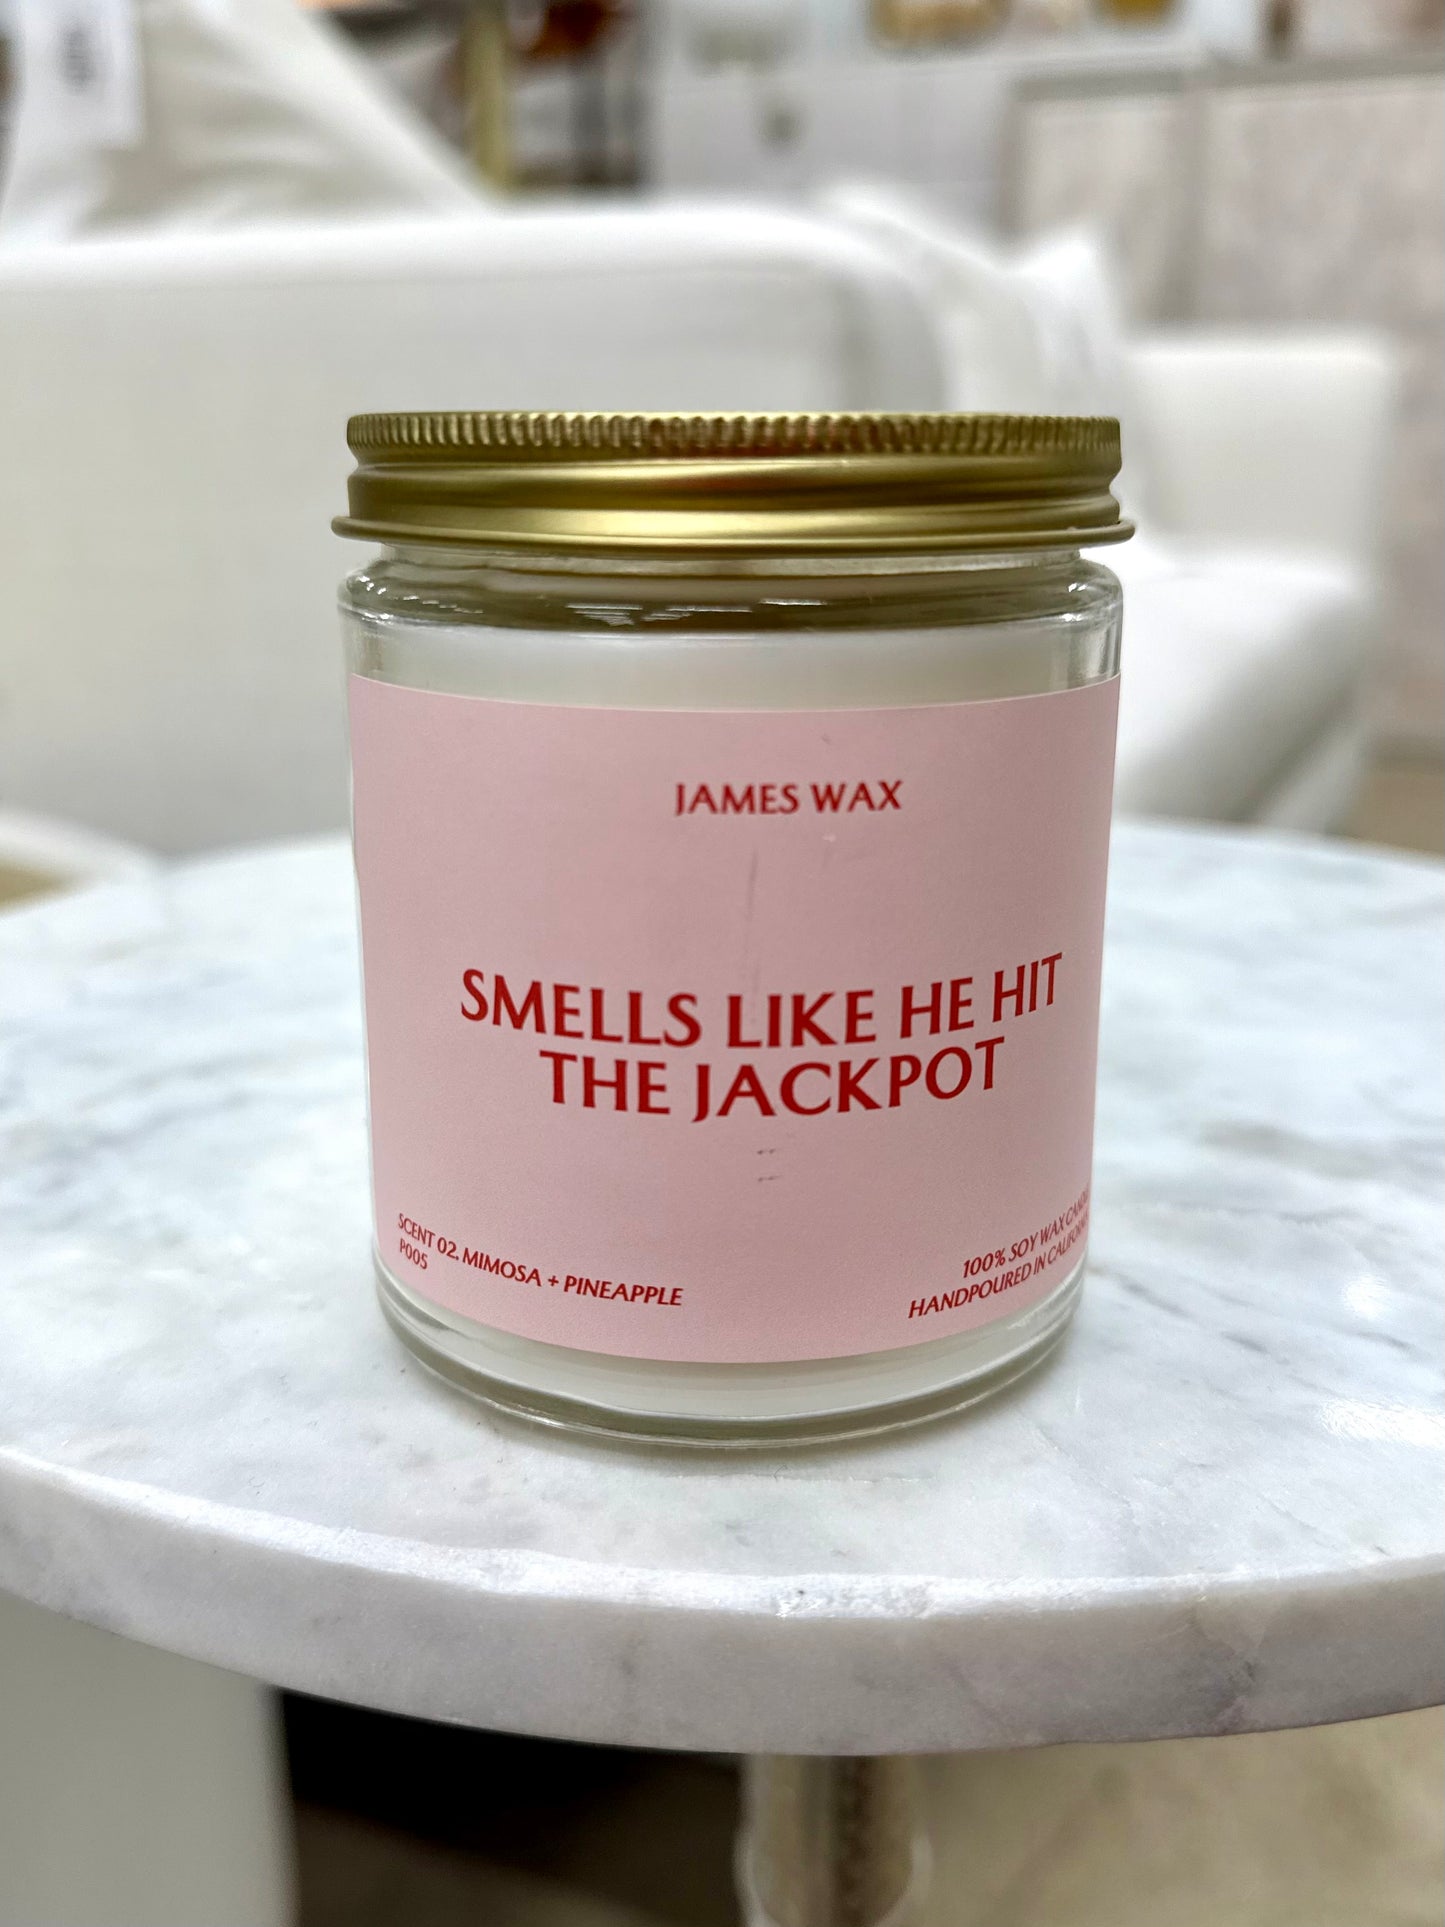 JAMES WAX
SMELLS LIKE HE HIT
THE JACKPOT
SCENT 02. MIMOSA + PINEAPPLE
P005
100% SOY WAX
HANDPOURED IN